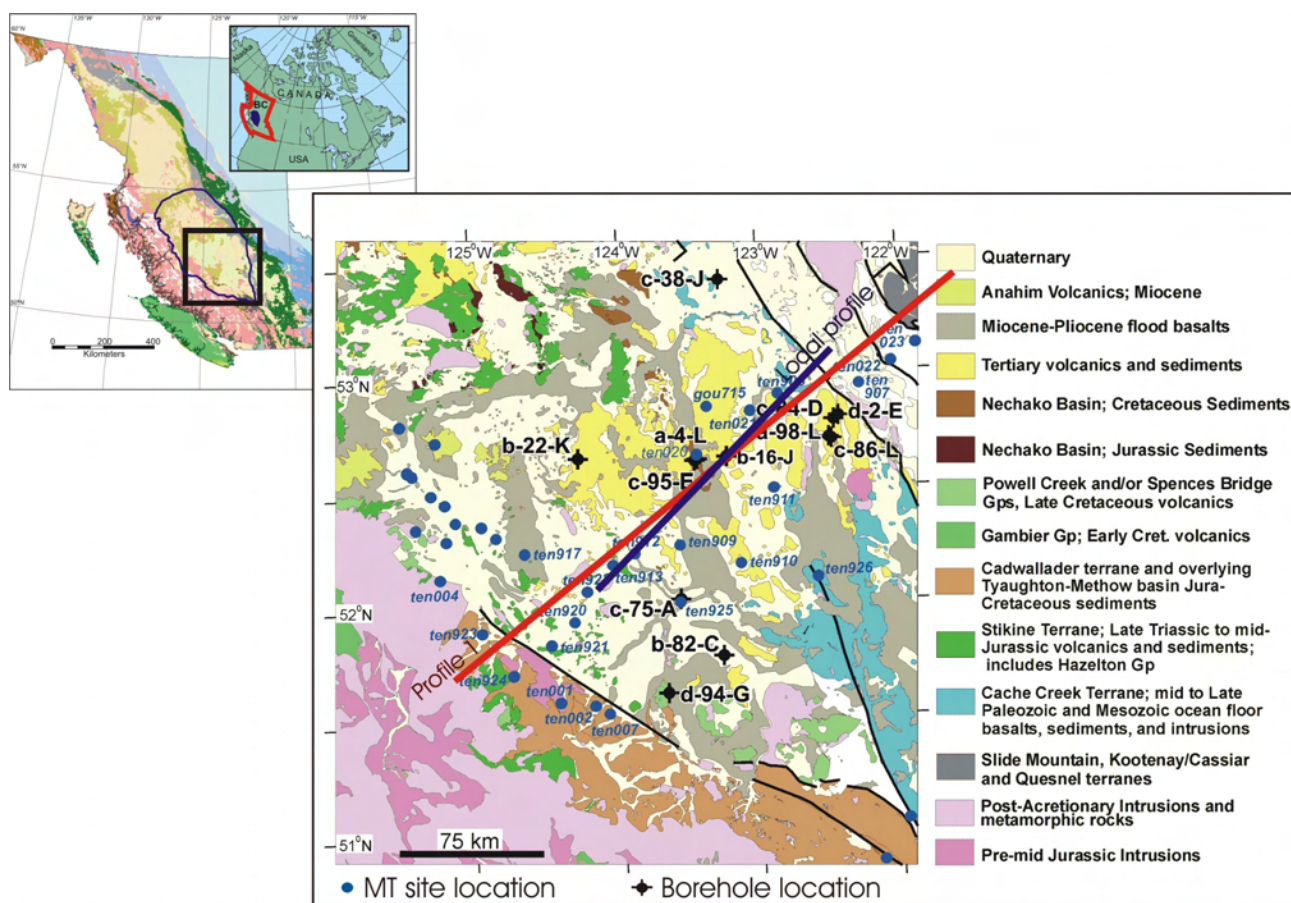 125°W
130°W
125°W
120°W
115°W
60°N
55°N
50°N
0 80 120 200 400
Kilometers
Alaska
Greenland
CANADA
BC
USA
125°W
124°W
123°W
122°W
53°N
52°N
51°N
c-38-J
Local profile
ten
023
ten022
ten
907
gou715
ten021
d-2-E
a-4-L
a-98-L
b-22-K
ten020
b-16-J
c-86-L
c-95-E
ten911
ten917
ten909
ten910
ten913
ten926
ten004
c-75-A
ten925
ten920
ten923
ten921
b-82-C
Profile 1
ten924
d-94-G
ten001
ten002
ten007
75 km
MT site location
Borehole location
Quaternary
Anahim Volcanics; Miocene
Miocene-Pliocene flood basalts
Tertiary volcanics and sediments
Nechako Basin; Cretaceous Sediments
Nechako Basin; Jurassic Sediments
Powell Creek and/or Spences Bridge
Gps, Late Cretaceous volcanics
Gambier Gp; Early Cret. volcanics
Cadwallader terrane and overlying
Tyaughton-Methow basin Jura-
Cretaceous sediments
Stikine Terrane; Late Triassic to mid-
Jurassic volcanics and sediments;
includes Hazelton Gp
Cache Creek Terrane; mid to Late
Paleozoic and Mesozoic ocean floor
basalts, sediments, and intrusions
Slide Mountain, Kootenay/Cassiar
and Quesnel terranes
Post-Acretionary Intrusions and
metamorphic rocks
Pre-mid Jurassic Intrusions